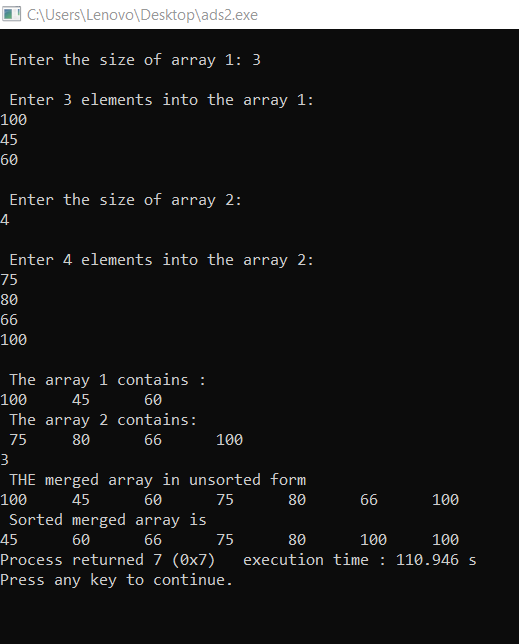 C:\Users\Lenovo\Desktop\ads2.exe
Enter the size of array 1: 3
Enter 3 elements into the array 1:
100
45
60
Enter the size of array 2:
4
Enter 4 elements into the array 2:
75
80
66
100
The array 1 contains :
100 45 60
The array 2 contains:
75 80 66 100
3
THE merged array in unsorted form
100 45 60 75 80 66 100
Sorted merged array is
45 60 66 75 80 100 100
Process returned 7 (0x7) execution time : 110.946 s
Press any key to continue.